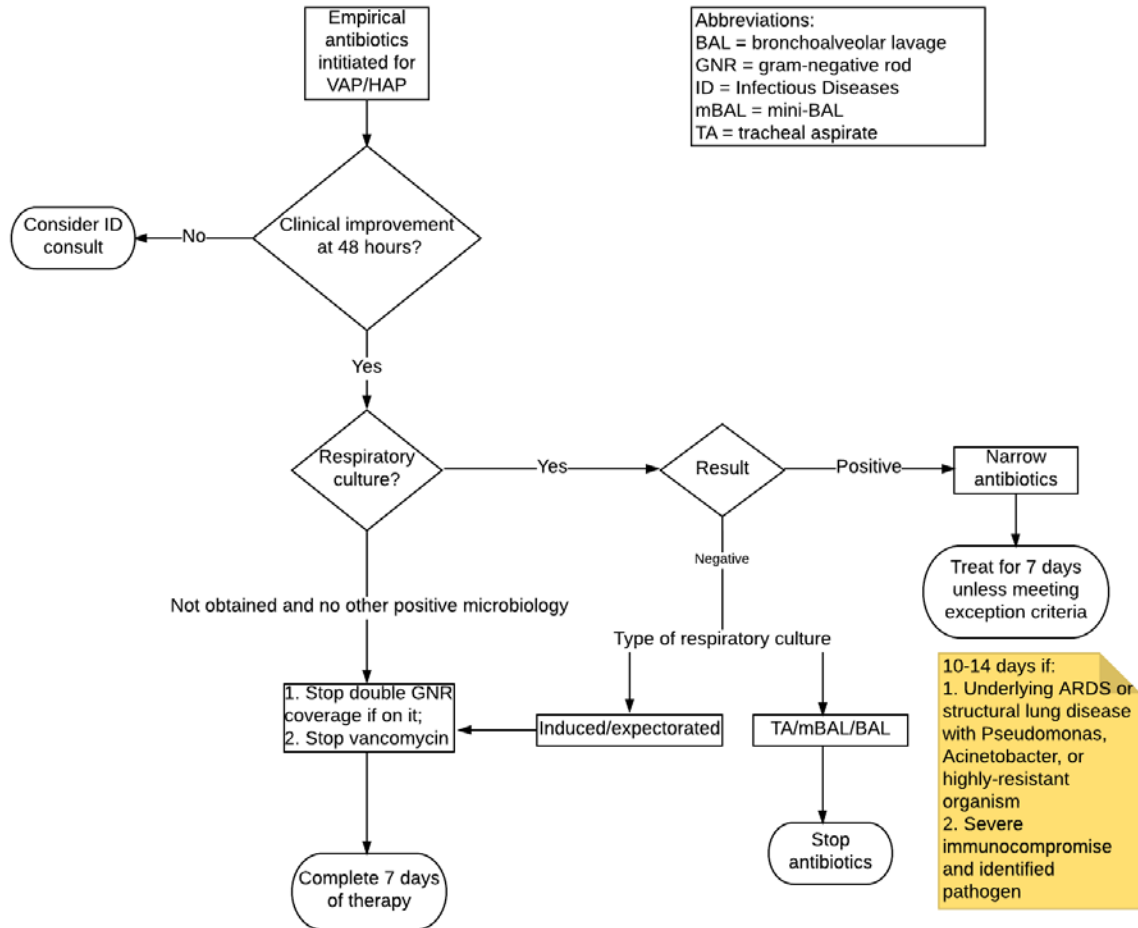 Empirical
antibiotics
intitiated for
VAP/HAP
Abbreviations:
BAL = bronchoalveolar lavage
GNR = gram-negative rod
ID = Infectious Diseases
mBAL = mini-BAL
TA = tracheal aspirate
Clinical improvement
at 48 hours?
No
Consider ID
consult
Yes
Respiratory
culture?
Yes
Result
Positive
Narrow
antibiotics
Treat for 7 days
unless meeting
exception criteria
Negative
Not obtained and no other positive microbiology
Type of respiratory culture
1. Stop double GNR
coverage if on it;
2. Stop vancomycin
Induced/expectorated
TA/mBAL/BAL
Stop
antibiotics
Complete 7 days
of therapy
10-14 days if:
1. Underlying ARDS or
structural lung disease
with Pseudomonas,
Acinetobacter, or
highly-resistant
organism
2. Severe
immunocompromise
and identified
pathogen